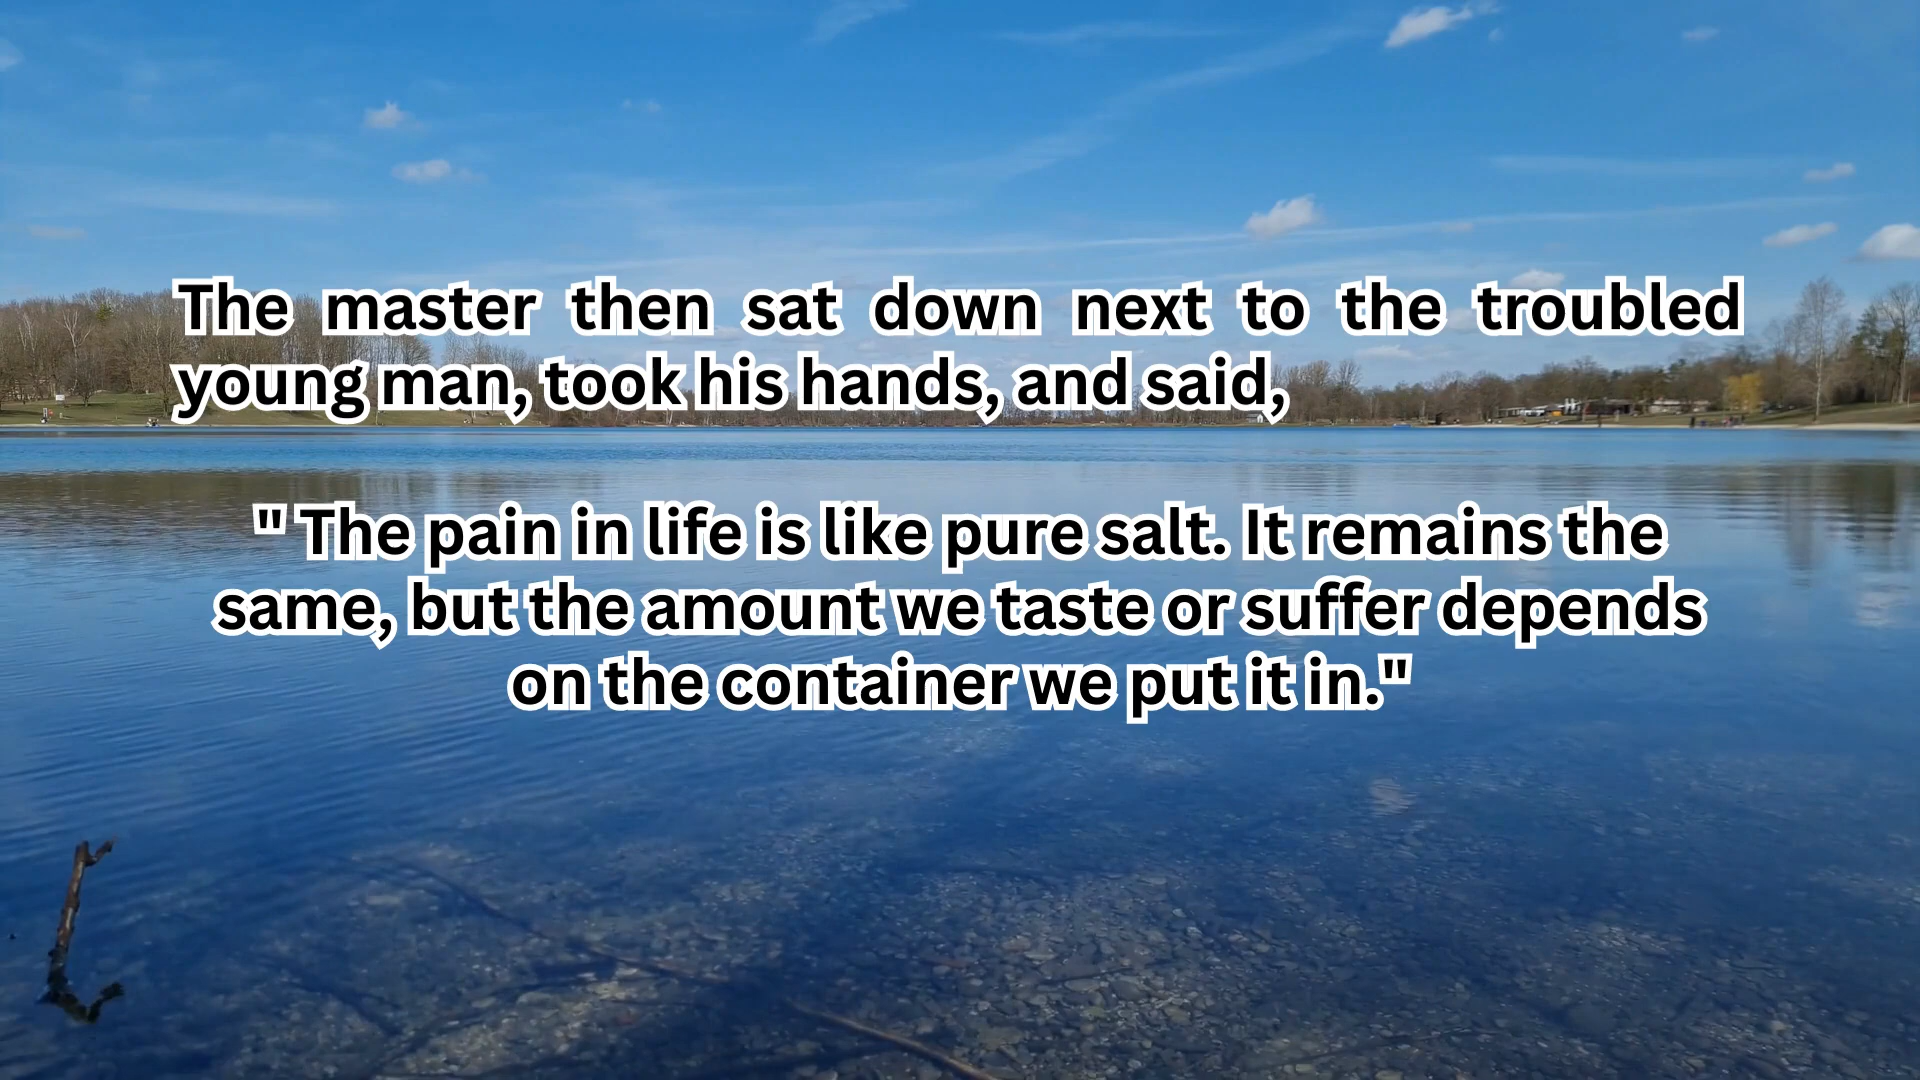 The master then sat down next to the troubled
young man, took his hands, and said,
" The pain in life is like pure salt. It remains the
same, but the amount we taste or suffer depends
on the container we put it in."